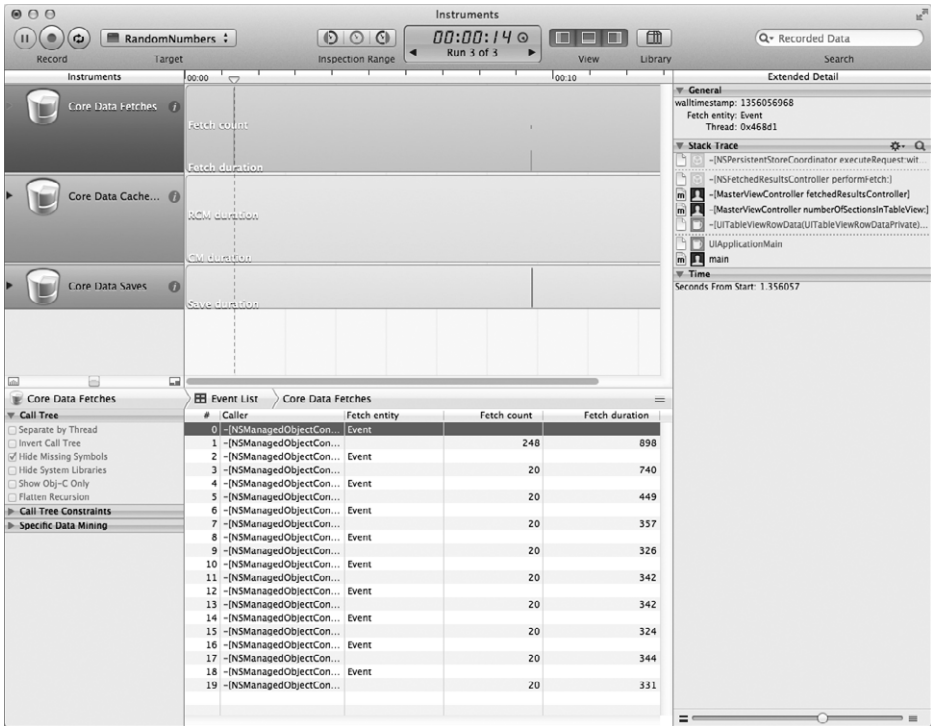 Instruments
RandomNumbers
00:00:14
Run 3 of 3
Recorded Data
Record
Target
Inspection Range
View
Library
Search
Instruments
00:00
00:10
Extended Detail
Core Data Fetches
Fetch count
Fetch duration
Core Data Cache...
RCM duration
CM duration
Core Data Saves
Save duration
General
walltimestamp: 1356056968
Fetch entity: Event
Thread: 0x468d1
Stack Trace
-[NSPersistentStoreCoordinator executeRequest:wit...
-[NSFetchedResultsController performFetch:]
-[MasterViewController fetchedResultsController]
-[MasterViewController numberOfSectionsInTableView:]
-[UITableViewRowData(UITableViewRowDataPrivate)...
UIApplicationMain
main
Time
Seconds From Start: 1.356057
Core Data Fetches
Event List
Core Data Fetches
Call Tree
Separate by Thread
Invert Call Tree
Hide Missing Symbols
Hide System Libraries
Show Obj-C Only
Flatten Recursion
Call Tree Constraints
Specific Data Mining
# Caller Fetch entity Fetch count Fetch duration
0 -[NSManagedObjectCon... Event
1 -[NSManagedObjectCon... 248 898
2 -[NSManagedObjectCon... Event
3 -[NSManagedObjectCon... 20 740
4 -[NSManagedObjectCon... Event
5 -[NSManagedObjectCon... 20 449
6 -[NSManagedObjectCon... Event
7 -[NSManagedObjectCon... 20 357
8 -[NSManagedObjectCon... Event
9 -[NSManagedObjectCon... 20 326
10 -[NSManagedObjectCon... Event
11 -[NSManagedObjectCon... 20 342
12 -[NSManagedObjectCon... Event
13 -[NSManagedObjectCon... 20 342
14 -[NSManagedObjectCon... Event
15 -[NSManagedObjectCon... 20 324
16 -[NSManagedObjectCon... Event
17 -[NSManagedObjectCon... 20 344
18 -[NSManagedObjectCon... Event
19 -[NSManagedObjectCon... 20 331